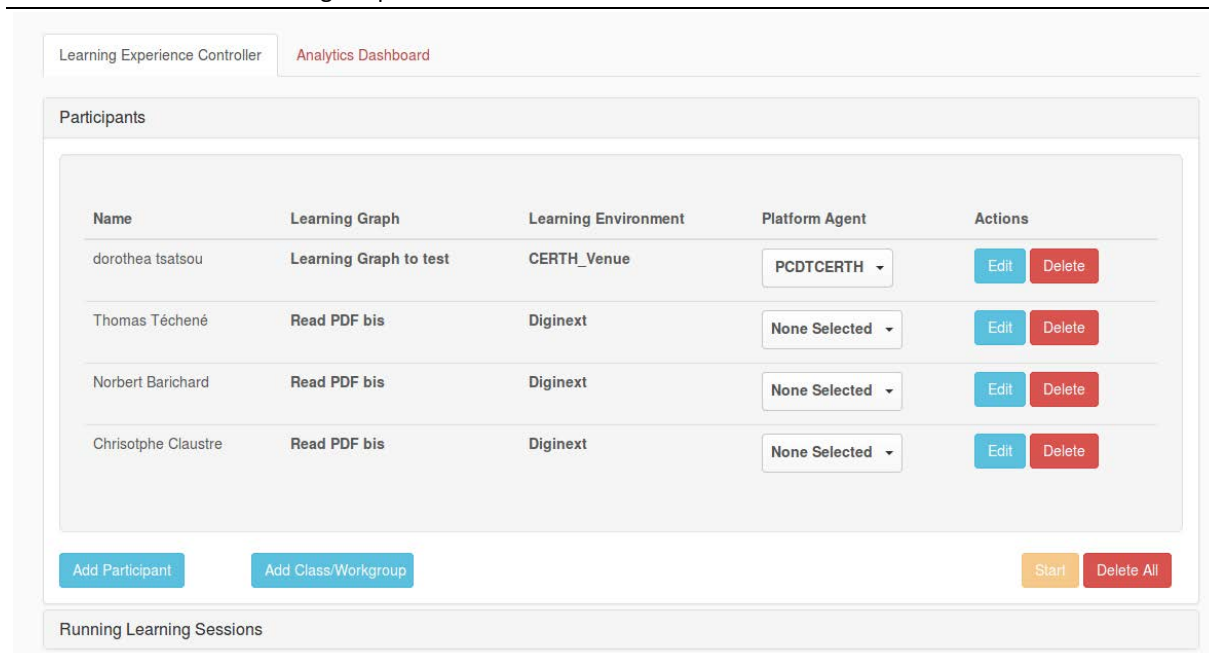 Learning Experience Controller Analytics Dashboard
Participants
Name Learning Graph Learning Environment Platform Agent Actions
dorothea tsatsou Learning Graph to test CERTH_Venue PCDTCERTH Edit Delete
Thomas Téchené Read PDF bis Diginext None Selected Edit Delete
Norbert Barichard Read PDF bis Diginext None Selected Edit Delete
Chrisotphe Claustre Read PDF bis Diginext None Selected Edit Delete
Add Participant Add Class/Workgroup Start Delete All
Running Learning Sessions